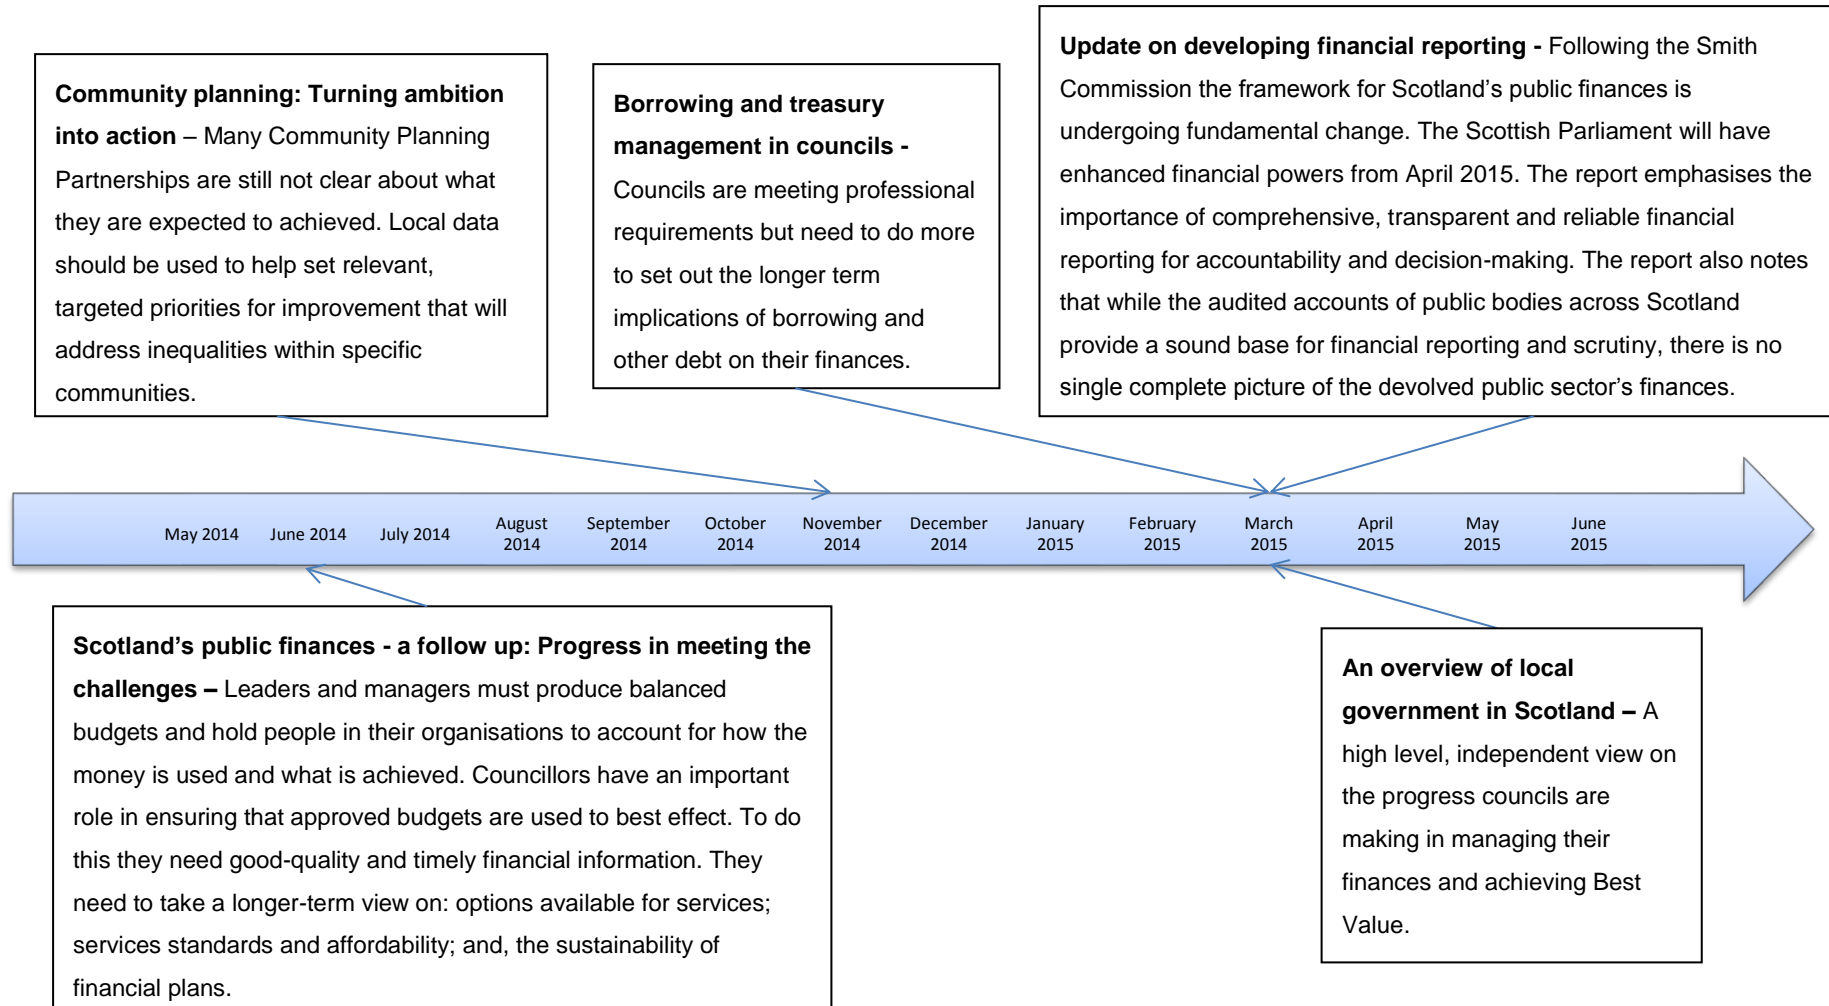 Community planning: Turning ambition
into action – Many Community Planning
Partnerships are still not clear about what
they are expected to achieved. Local data
should be used to help set relevant,
targeted priorities for improvement that will
address inequalities within specific
communities.
Borrowing and treasury
management in councils -
Councils are meeting professional
requirements but need to do more
to set out the longer term
implications of borrowing and
other debt on their finances.
Update on developing financial reporting - Following the Smith
Commission the framework for Scotland’s public finances is
undergoing fundamental change. The Scottish Parliament will have
enhanced financial powers from April 2015. The report emphasises the
importance of comprehensive, transparent and reliable financial
reporting for accountability and decision-making. The report also notes
that while the audited accounts of public bodies across Scotland
provide a sound base for financial reporting and scrutiny, there is no
single complete picture of the devolved public sector’s finances.
May 2014
June 2014
July 2014
August
2014
September
2014
October
2014
November
2014
December
2014
January
2015
February
2015
March
2015
April
2015
May
2015
June
2015
Scotland’s public finances - a follow up: Progress in meeting the
challenges – Leaders and managers must produce balanced
budgets and hold people in their organisations to account for how the
money is used and what is achieved. Councillors have an important
role in ensuring that approved budgets are used to best effect. To do
this they need good-quality and timely financial information. They
need to take a longer-term view on: options available for services;
services standards and affordability; and, the sustainability of
financial plans.
An overview of local
government in Scotland – A
high level, independent view on
the progress councils are
making in managing their
finances and achieving Best
Value.